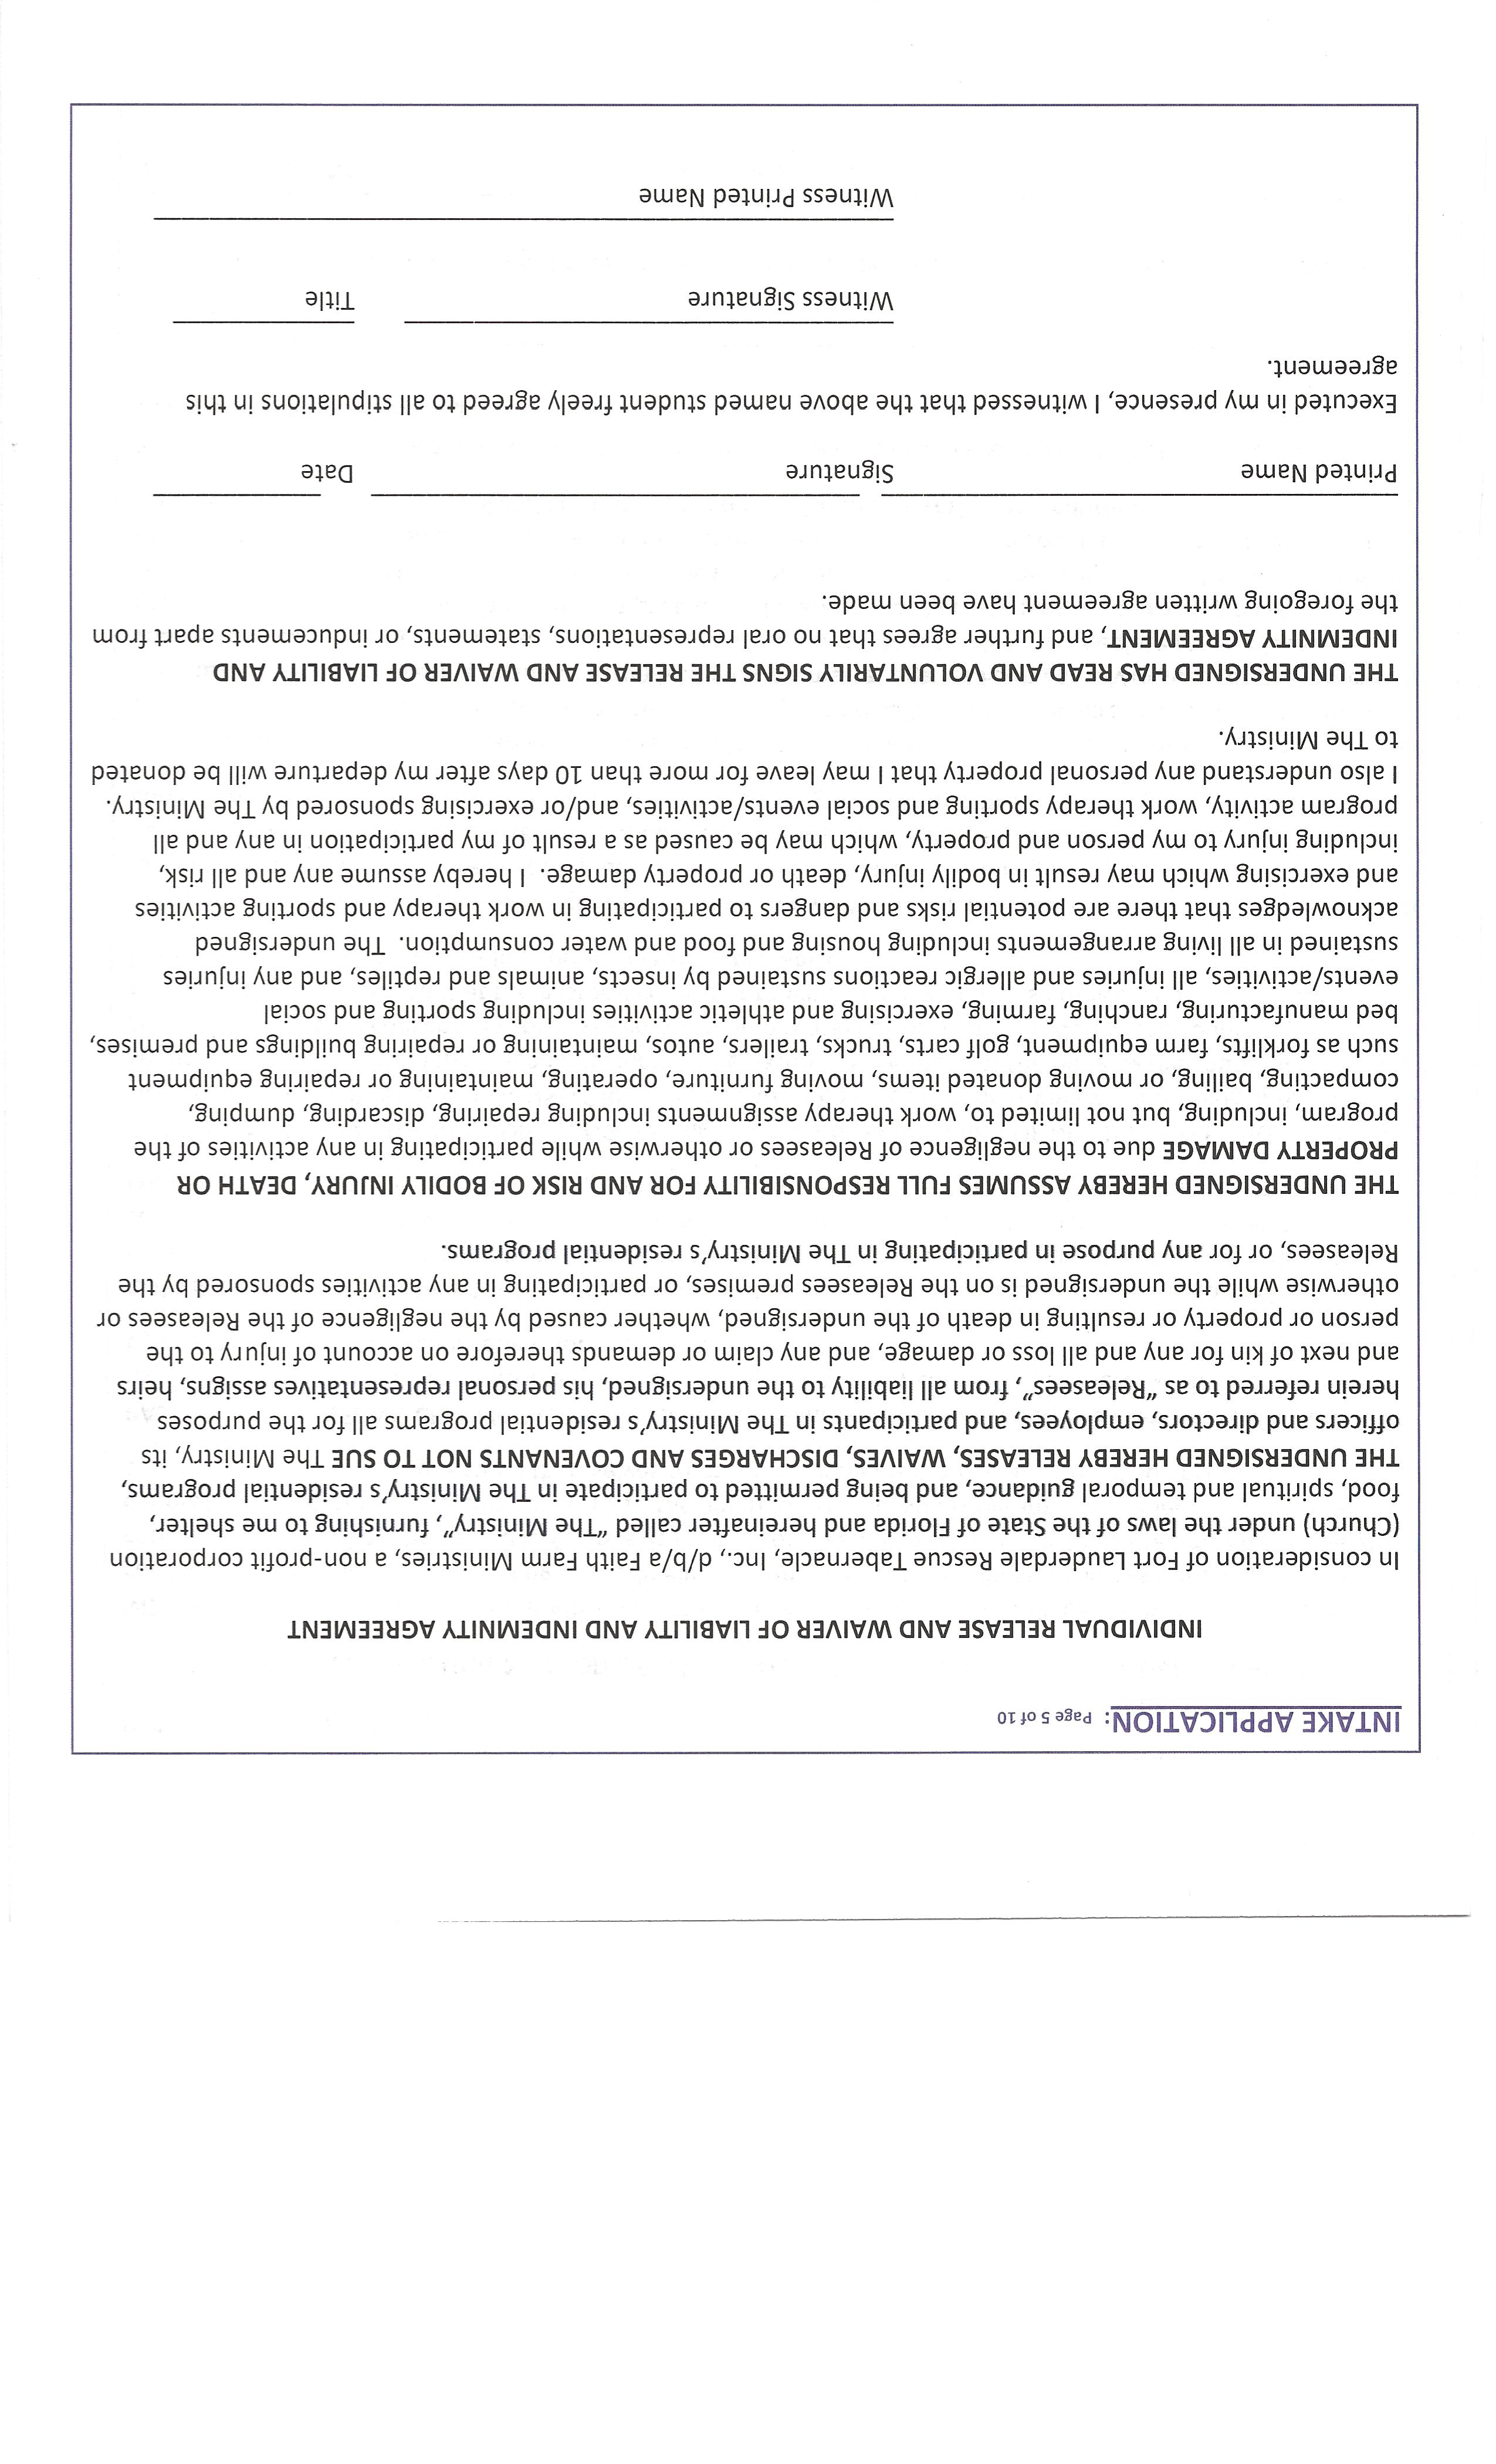 INTAKE APPLICATION: Page 5 of 10
INDIVIDUAL RELEASE AND WAIVER OF LIABILITY AND INDEMNITY AGREEMENT
In consideration of Fort Lauderdale Rescue Tabernacle, Inc., d/b/a Faith Farm Ministries, a non-profit corporation
(Church) under the laws of the State of Florida and hereinafter called "The Ministry", furnishing to me shelter,
food, spiritual and temporal guidance, and being permitted to participate in The Ministry's residential programs,
THE UNDERSIGNED HEREBY RELEASES, WAIVES, DISCHARGES AND COVENANTS NOT TO SUE The Ministry, its
officers and directors, employees, and participants in The Ministry's residential programs all for the purposes
herein referred to as "Releasees", from all liability to the undersigned, his personal representatives assigns, heirs
and next of kin for any and all loss or damage, and any claim or demands therefore on account of injury to the
person or property or resulting in death of the undersigned, whether caused by the negligence of the Releasees or
otherwise while the undersigned is on the Releasees premises, or participating in any activities sponsored by the
Releasees, or for any purpose in participating in The Ministry's residential programs.
THE UNDERSIGNED HEREBY ASSUMES FULL RESPONSIBILITY FOR AND RISK OF BODILY INJURY, DEATH OR
PROPERTY DAMAGE due to the negligence of Releasees or otherwise while participating in any activities of the
program, including, but not limited to, work therapy assignments including repairing, discarding, dumping,
compacting, bailing, or moving donated items, moving furniture, operating, maintaining or repairing equipment
such as forklifts, farm equipment, golf carts, trucks, trailers, autos, maintaining or repairing buildings and premises,
bed manufacturing, ranching, farming, exercising and athletic activities including sporting and social
events/activities, all injuries and allergic reactions sustained by insects, animals and reptiles, and any injuries
sustained in all living arrangements including housing and food and water consumption. The undersigned
acknowledges that there are potential risks and dangers to participating in work therapy and sporting activities
and exercising which may result in bodily injury, death or property damage. I hereby assume any and all risk,
including injury to my person and property, which may be caused as a result of my participation in any and all
program activity, work therapy sporting and social events/activities, and/or exercising sponsored by The Ministry.
I also understand any personal property that I may leave for more than 10 days after my departure will be donated
to The Ministry.
THE UNDERSIGNED HAS READ AND VOLUNTARILY SIGNS THE RELEASE AND WAIVER OF LIABILITY AND
INDEMNITY AGREEMENT, and further agrees that no oral representations, statements, or inducements apart from
the foregoing written agreement have been made.
Printed Name Signature Date
Executed in my presence, I witnessed that the above named student freely agreed to all stipulations in this
agreement.
Witness Signature Title
Witness Printed Name